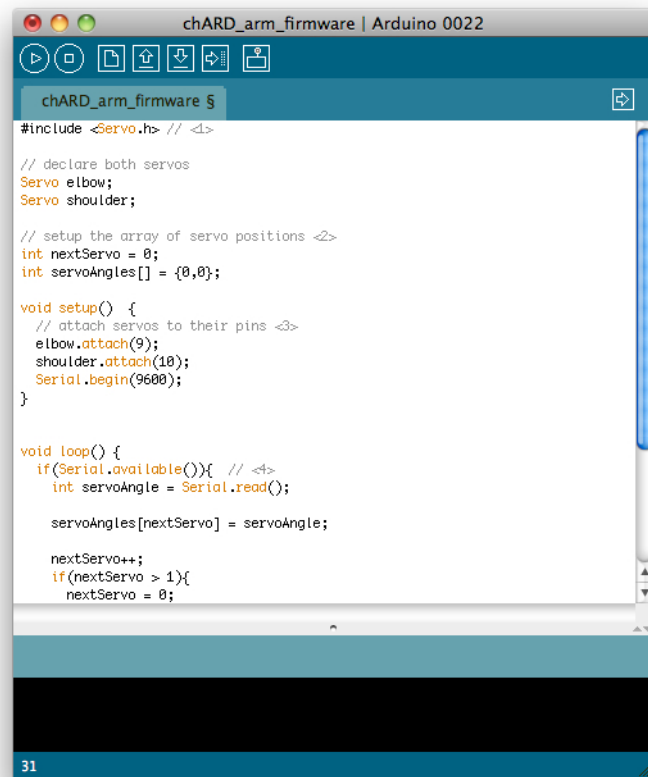 chARD_arm_firmware | Arduino 0022
chARD_arm_firmware §
#include <Servo.h> // <1>
// declare both servos
Servo elbow;
Servo shoulder;
// setup the array of servo positions <2>
int nextServo = 0;
int servoAngles[] = {0,0};
void setup()  {
  // attach servos to their pins <3>
  elbow.attach(9);
  shoulder.attach(10);
  Serial.begin(9600);
}
void loop() {
  if(Serial.available()){  // <4>
    int servoAngle = Serial.read();
    servoAngles[nextServo] = servoAngle;
    nextServo++;
    if(nextServo > 1){
      nextServo = 0;
31